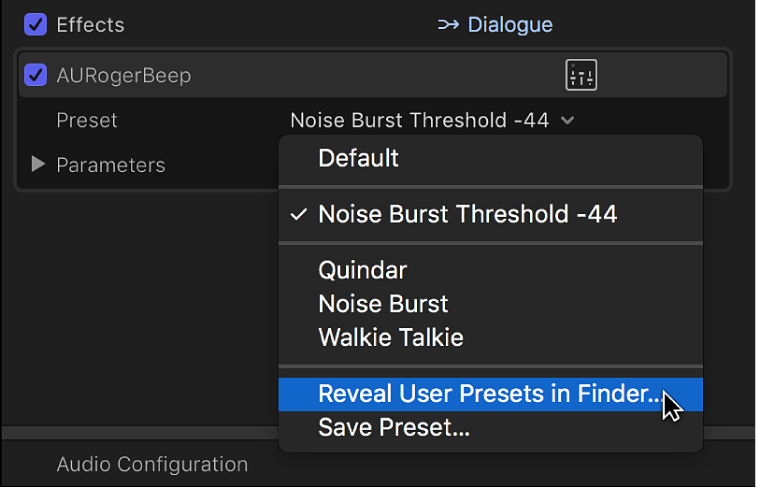 Effects
Dialogue
AURogerBeep
Preset
Noise Burst Threshold -44
Parameters
Default
Noise Burst Threshold -44
Quindar
Noise Burst
Walkie Talkie
Reveal User Presets in Finder...
Save Preset...
Audio Configuration